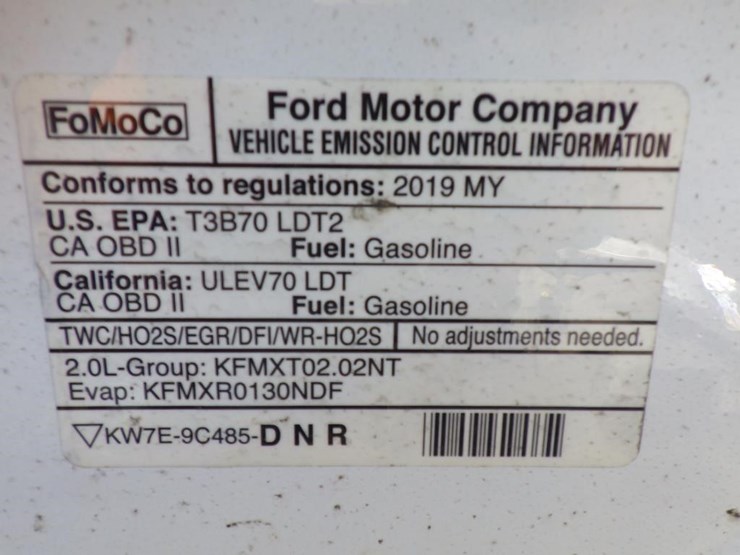 FoMoCo
Ford Motor Company
VEHICLE EMISSION CONTROL INFORMATION
Conforms to regulations: 2019 MY
U.S. EPA: T3B70 LDT2
CA OBD II Fuel: Gasoline
California: ULEV70 LDT
CA OBD II Fuel: Gasoline
TWC/HO2S/EGR/DFI/WR-HO2S No adjustments needed.
2.0L-Group: KFMXT02.02NT
Evap: KFMXR0130NDF
KW7E-9C485-D N R